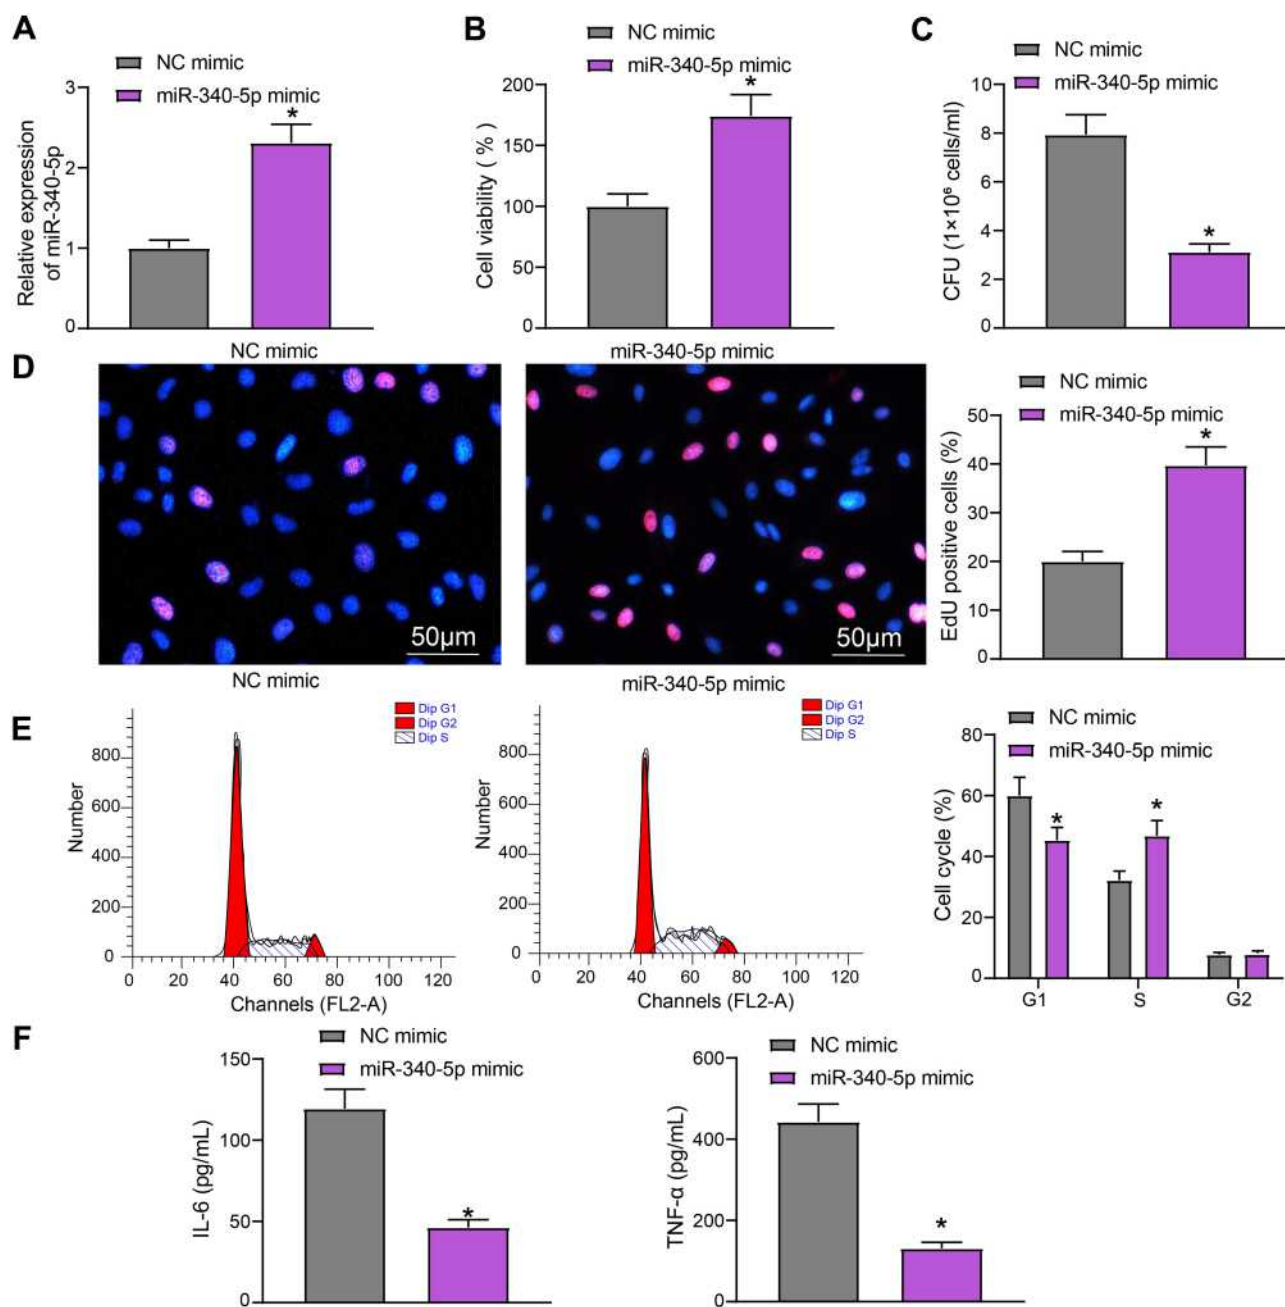 A
NC mimic
miR-340-5p mimic
Relative expression
of miR-340-5p
3
2
1
0
*
B
NC mimic
miR-340-5p mimic
Cell viability ( % )
200
150
100
50
0
*
C
NC mimic
miR-340-5p mimic
CFU (1×10⁶ cells/ml)
10
8
6
4
2
0
*
D
NC mimic
50μm
miR-340-5p mimic
50μm
NC mimic
miR-340-5p mimic
EdU positive cells (%)
50
40
30
20
10
0
*
E
NC mimic
Dip G1
Dip G2
Dip S
Number
800
600
400
200
0
0 20 40 60 80 100 120
Channels (FL2-A)
miR-340-5p mimic
Dip G1
Dip G2
Dip S
Number
800
600
400
200
0
0 20 40 60 80 100 120
Channels (FL2-A)
NC mimic
miR-340-5p mimic
Cell cycle (%)
80
60
40
20
0
* *
G1 S G2
F
NC mimic
miR-340-5p mimic
IL-6 (pg/mL)
150
100
50
0
*
NC mimic
miR-340-5p mimic
TNF-α (pg/mL)
600
400
200
0
*